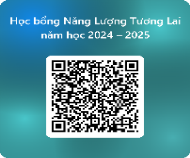 Học bổng Năng Lượng Tương Lai
năm học 2024 – 2025